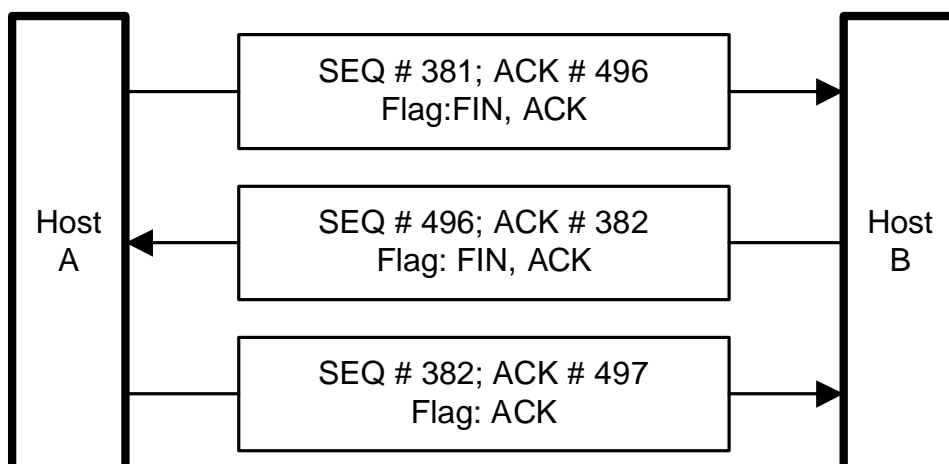 SEQ # 381; ACK # 496
Flag:FIN, ACK
Host
A
SEQ # 496; ACK # 382
Flag: FIN, ACK
Host
B
SEQ # 382; ACK # 497
Flag: ACK